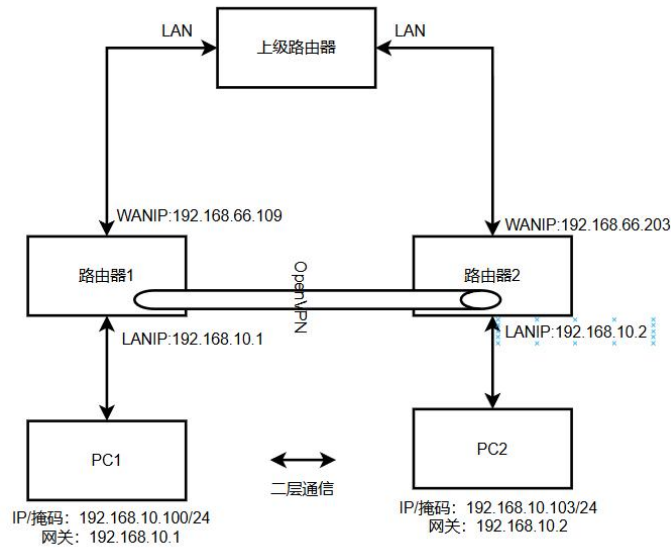 LAN
上级路由器
LAN
WANIP:192.168.66.109
WANIP:192.168.66.203
路由器1
OpenVPN
路由器2
LANIP:192.168.10.1
LANIP:192.168.10.2
PC1
PC2
二层通信
IP/掩码：192.168.10.100/24
网关：192.168.10.1
IP/掩码：192.168.10.103/24
网关：192.168.10.2